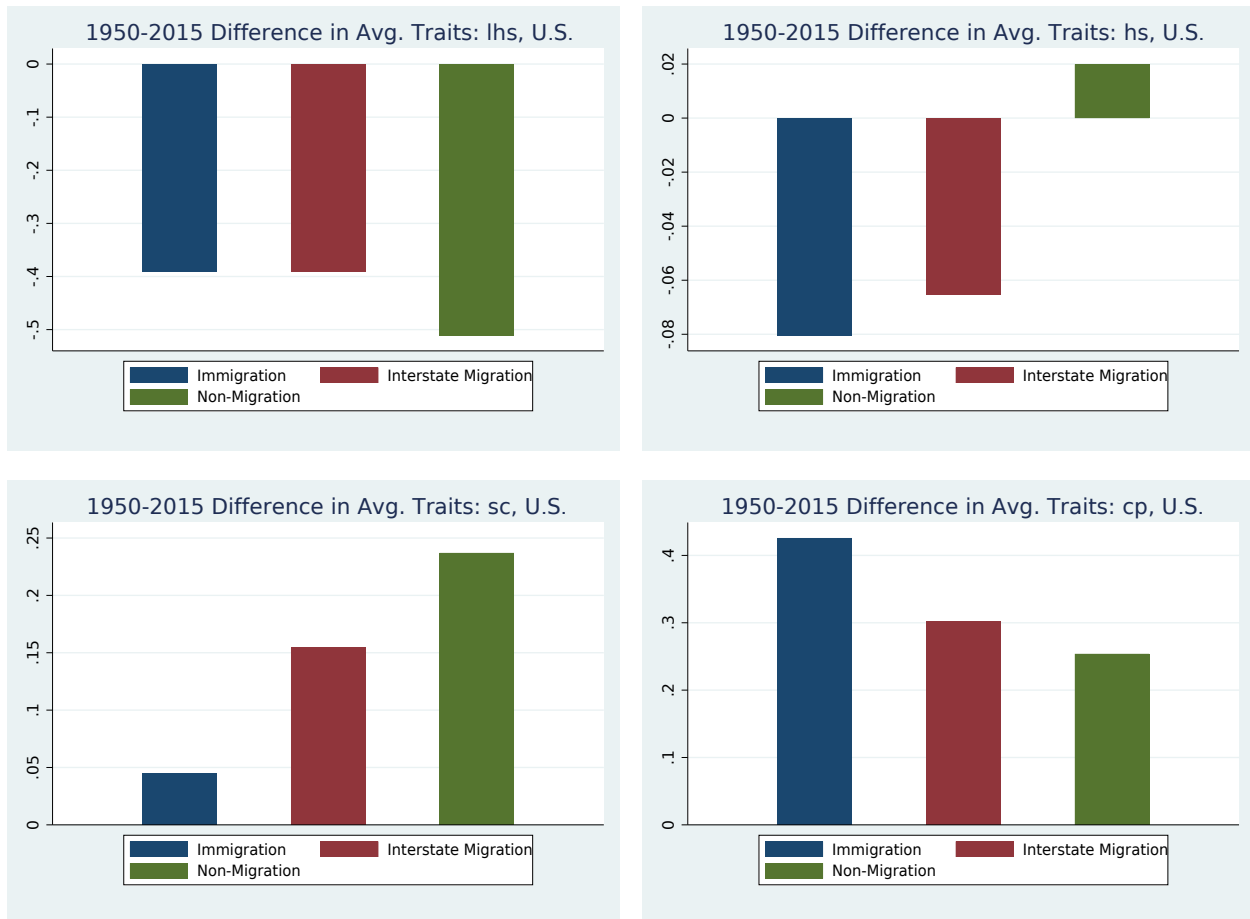 1950-2015 Difference in Avg. Traits: lhs, U.S.
0
-.1
-.2
-.3
-.4
-.5
Immigration
Interstate Migration
Non-Migration
1950-2015 Difference in Avg. Traits: hs, U.S.
.02
0
-.02
-.04
-.06
-.08
Immigration
Interstate Migration
Non-Migration
1950-2015 Difference in Avg. Traits: sc, U.S.
.25
.2
.15
.1
.05
0
Immigration
Interstate Migration
Non-Migration
1950-2015 Difference in Avg. Traits: cp, U.S.
.4
.3
.2
.1
0
Immigration
Interstate Migration
Non-Migration